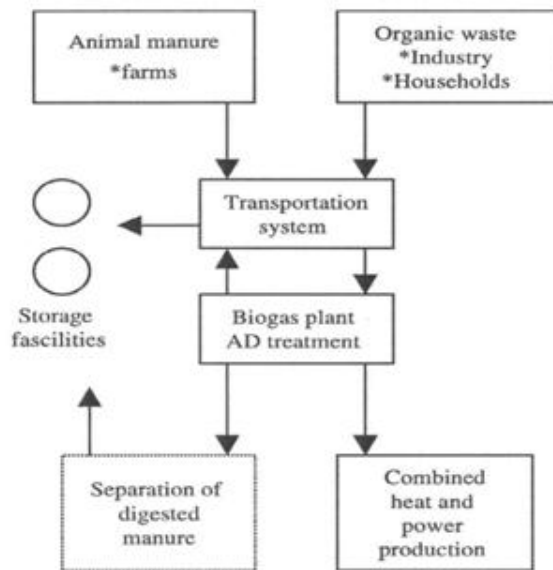 Animal manure
*farms
Organic waste
*Industry
*Households
Transportation
system
Storage
fascilities
Biogas plant
AD treatment
Separation of
digested
manure
Combined
heat and
power
production